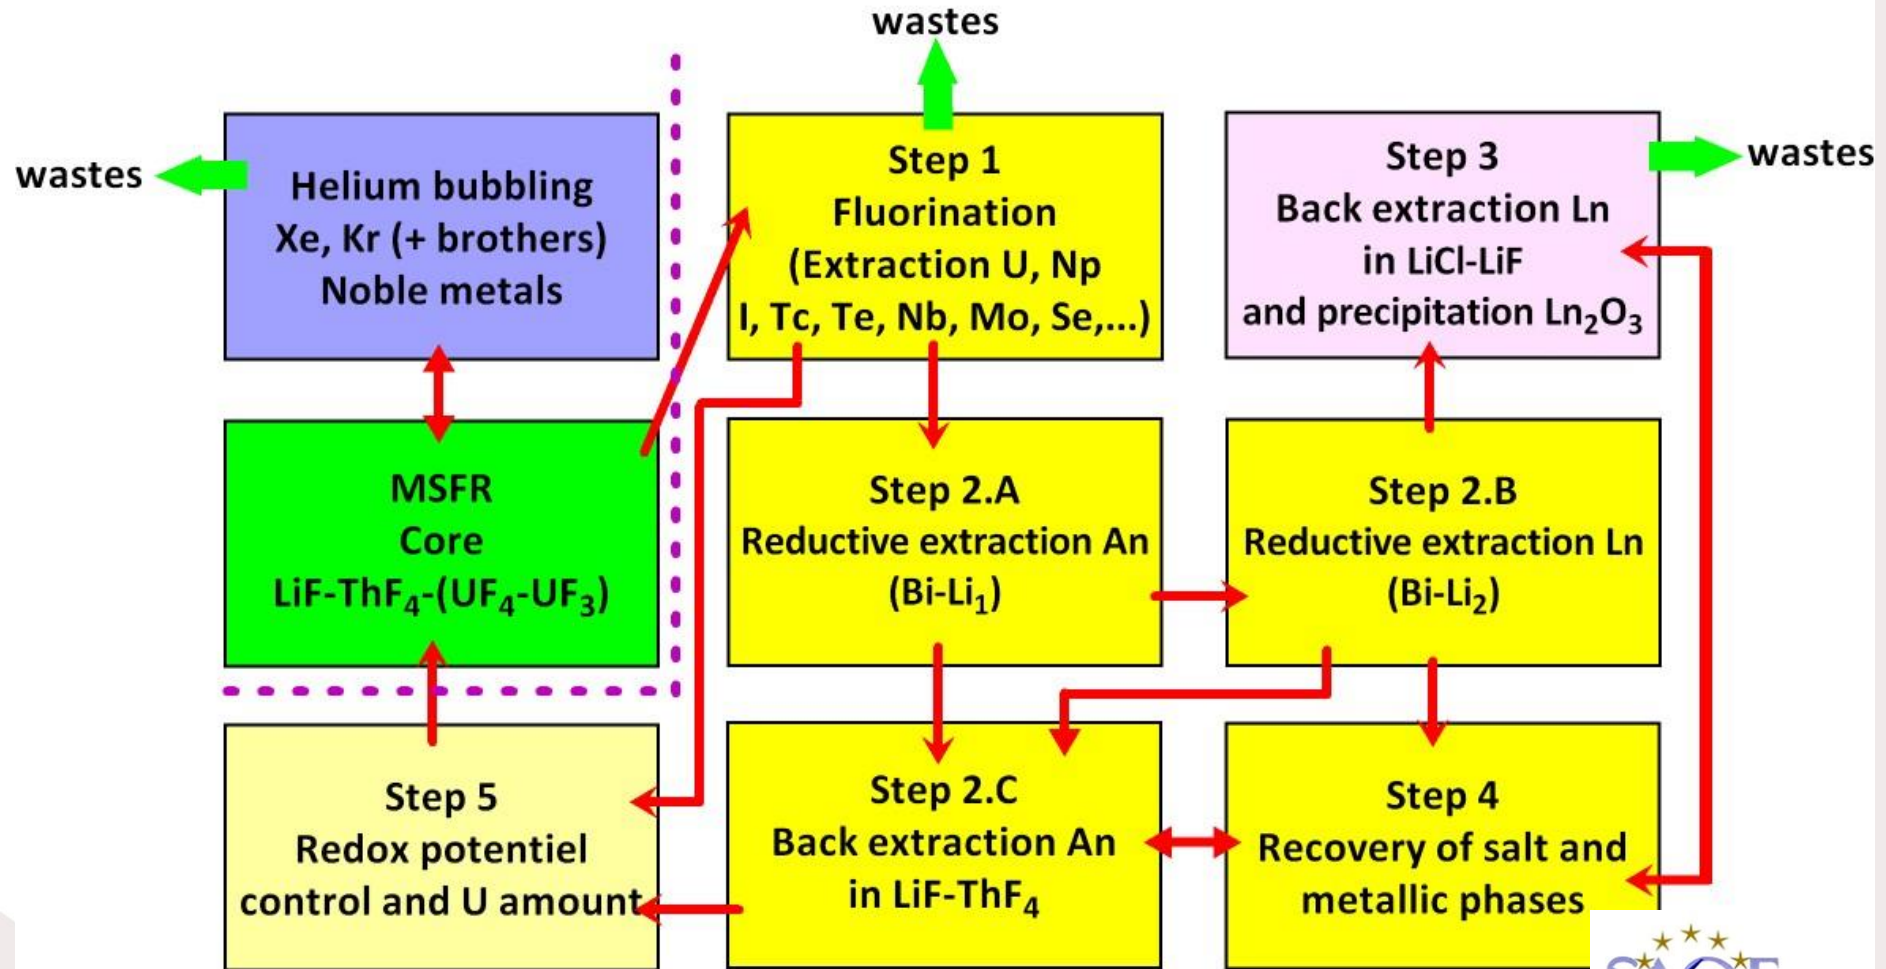 wastes
wastes
Helium bubbling
Xe, Kr (+ brothers)
Noble metals
Step 1
Fluorination
(Extraction U, Np
I, Tc, Te, Nb, Mo, Se,...)
Step 3
Back extraction Ln
in LiCl-LiF
and precipitation Ln₂O₃
wastes
MSFR
Core
LiF-ThF₄-(UF₄-UF₃)
Step 2.A
Reductive extraction An
(Bi-Li₁)
Step 2.B
Reductive extraction Ln
(Bi-Li₂)
Step 5
Redox potentiel
control and U amount
Step 2.C
Back extraction An
in LiF-ThF₄
Step 4
Recovery of salt and
metallic phases